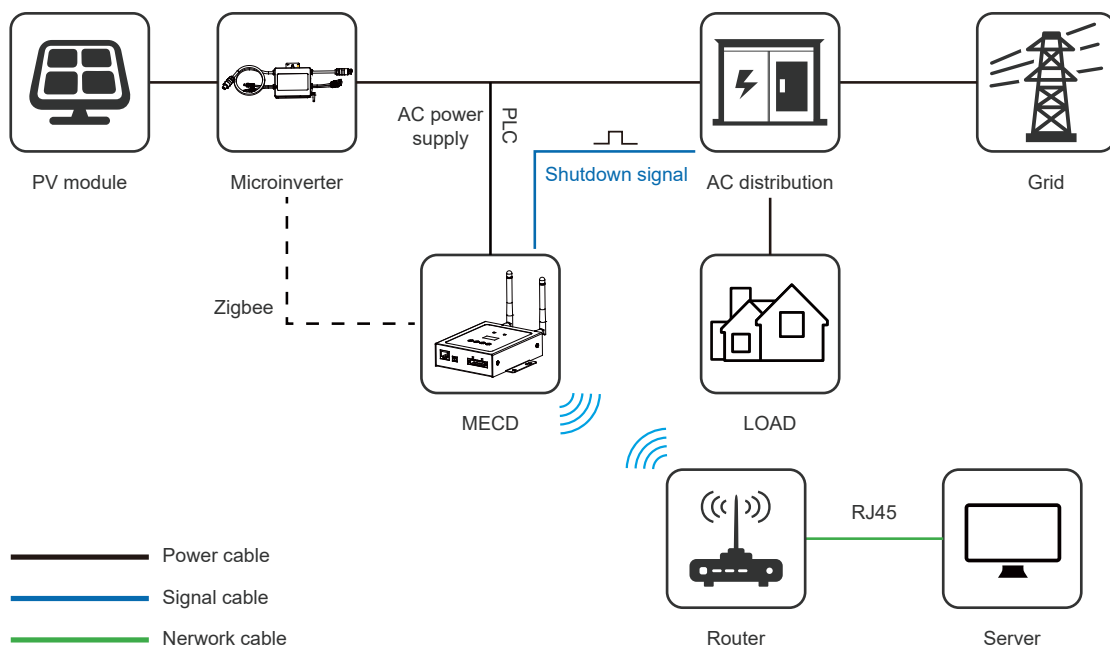 AC power
supply
PLC
Shutdown signal
PV module
Microinverter
AC distribution
Grid
Zigbee
MECD
LOAD
RJ45
Power cable
Signal cable
Nerwork cable
Router
Server